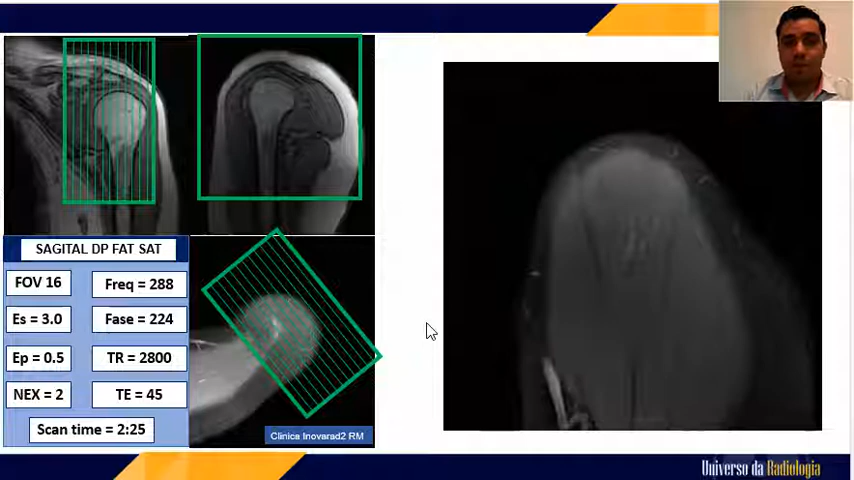 SAGITAL DP FAT SAT
FOV 16
Freq = 288
Es = 3.0
Fase = 224
Ep = 0.5
TR = 2800
NEX = 2
TE = 45
Scan time = 2:25
Clínica Inovarad2 RM
Universo da Radiologia